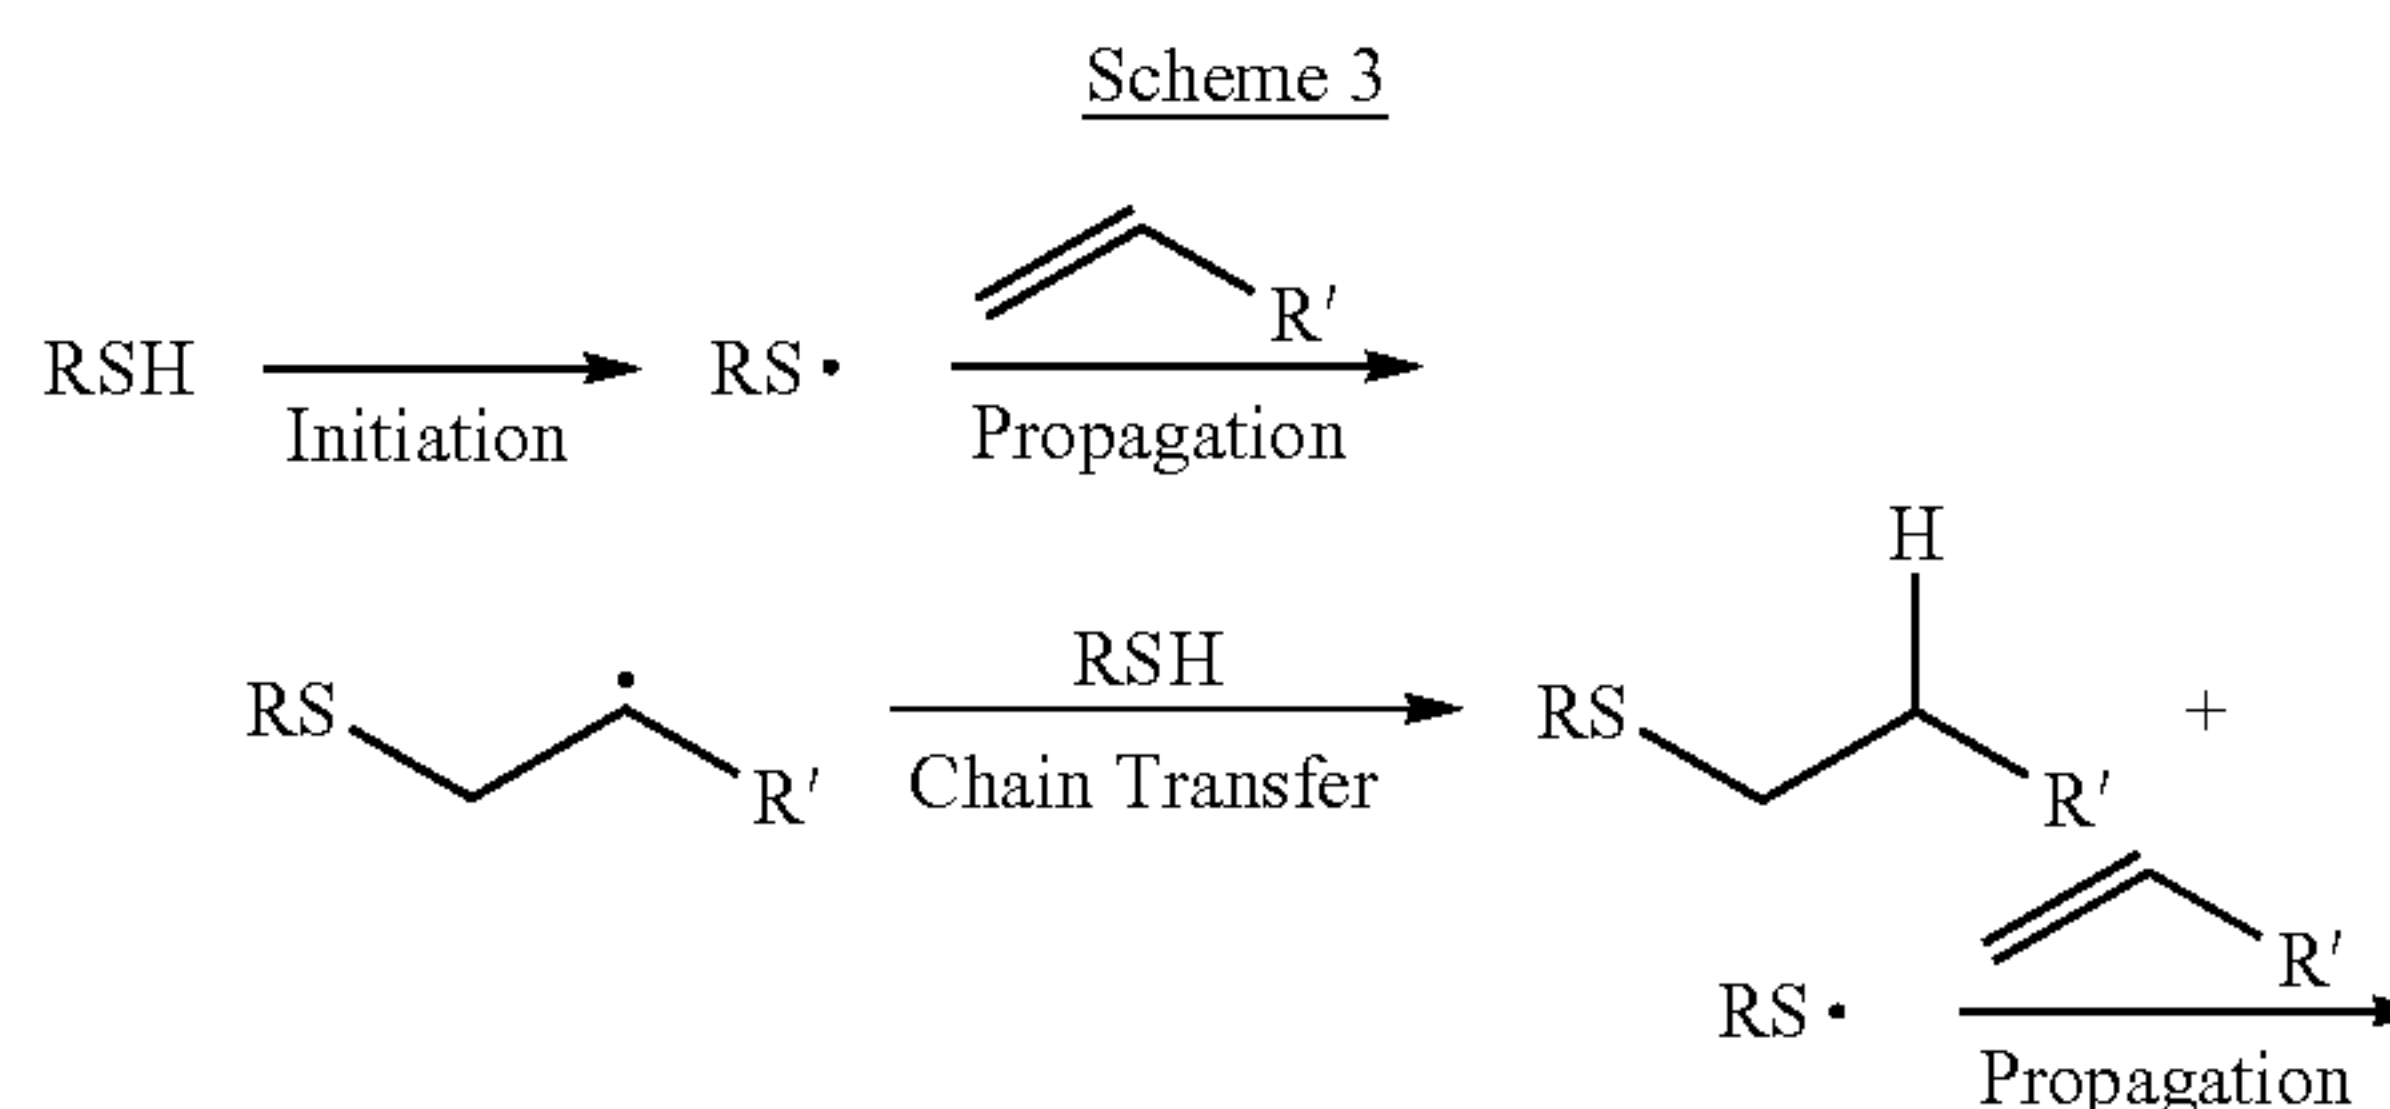 Scheme 3
R′
RSH
RS •
Initiation
Propagation
H
RSH
RS
•
R′
Chain Transfer
RS
+
R′
R′
RS •
Propagation